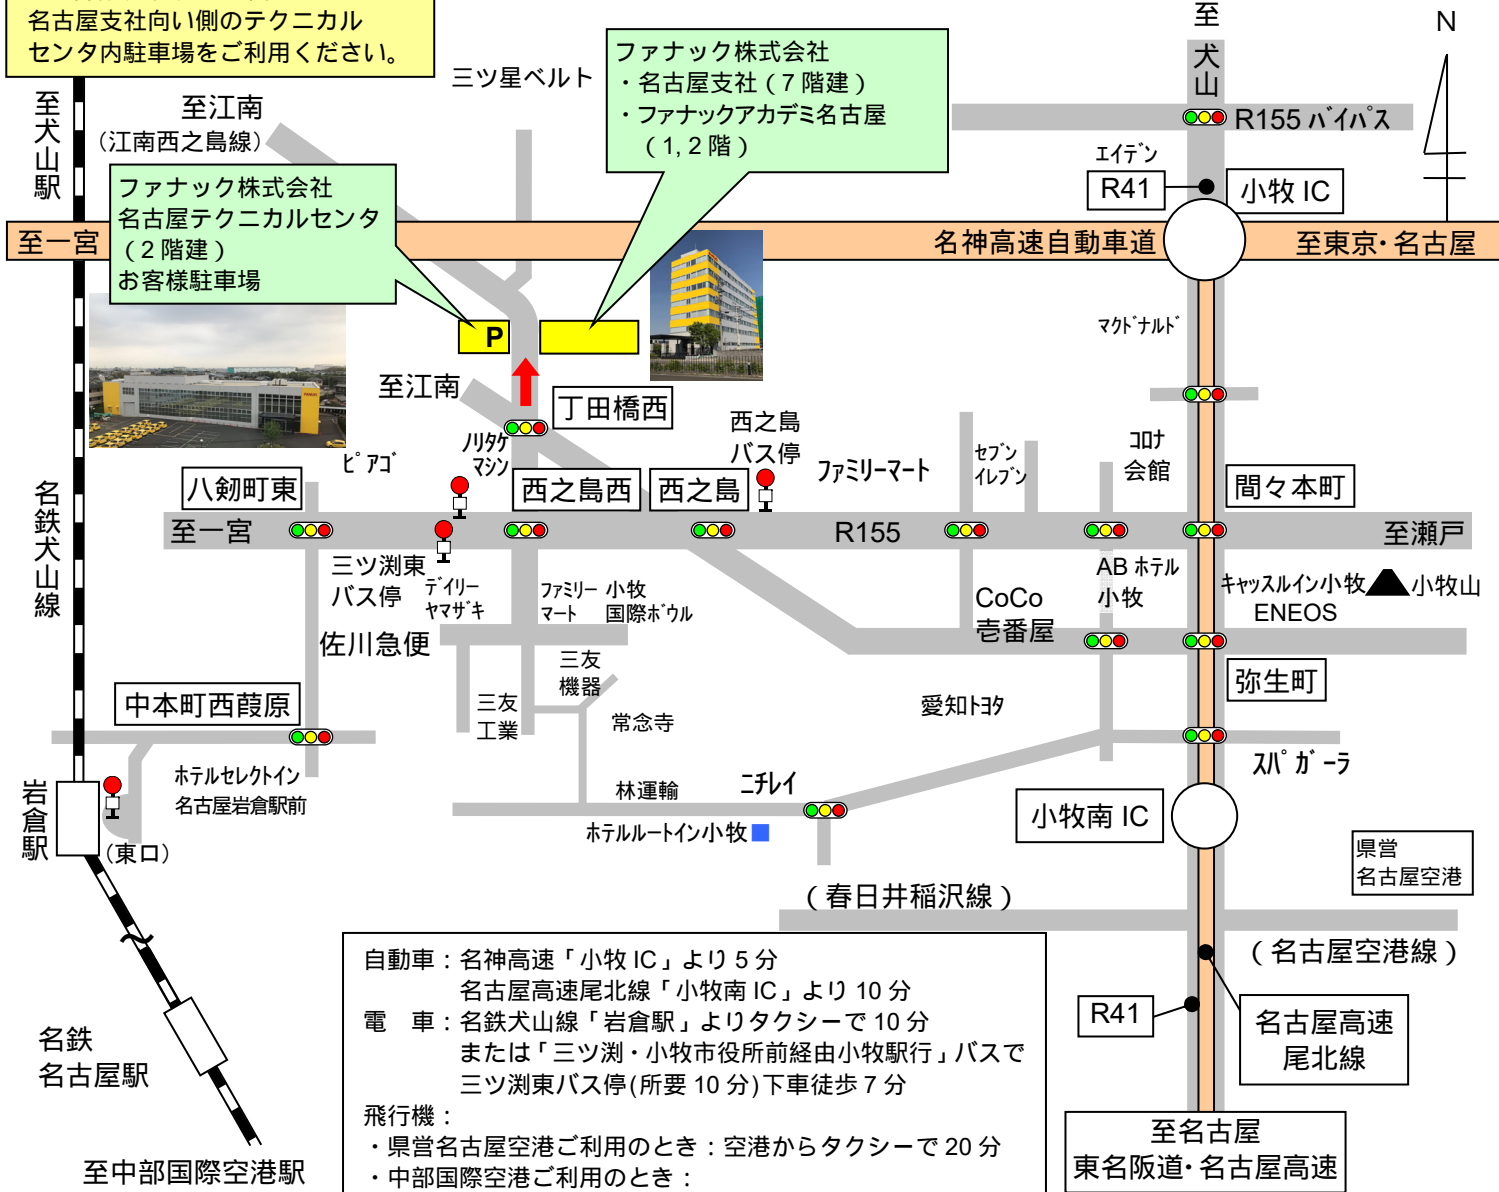 名古屋支社向い側のテクニカル
センタ内駐車場をご利用ください。
至犬山駅
至江南
(江南西之島線)
三ツ星ベルト
ファナック株式会社
・名古屋支社(7階建)
・ファナックアカデミ名古屋
(1,2階)
至
犬
山
N
R155 バイパス
エイデン
R41
小牧 IC
ファナック株式会社
名古屋テクニカルセンタ
(2階建)
お客様駐車場
至一宮
名神高速自動車道
至東京・名古屋
マクドナルド
P
至江南
丁田橋西
ノリタケ
マシン
西之島
バス停
ピアゴ
八剱町東
西之島西
西之島
ファミリーマート
セブン
イレブン
コロナ
会館
間々本町
名鉄犬山線
至一宮
R155
至瀬戸
三ツ渕東
バス停
デイリー
ヤマザキ
ファミリー
マート
小牧
国際ボウル
AB ホテル
小牧
キャッスルイン小牧
ENEOS
小牧山
CoCo
壱番屋
佐川急便
三友
機器
三友
工業
常念寺
中本町西葭原
弥生町
愛知トヨタ
スパガーラ
ホテルセレクトイン
名古屋岩倉駅前
岩倉駅
(東口)
林運輸
ニチレイ
ホテルルートイン小牧
小牧南 IC
県営
名古屋空港
(春日井稲沢線)
(名古屋空港線)
R41
名古屋高速
尾北線
名鉄
名古屋駅
至中部国際空港駅
至名古屋
東名阪道・名古屋高速
自動車:名神高速「小牧 IC」より 5 分
名古屋高速尾北線「小牧南 IC」より 10 分
電 車:名鉄犬山線「岩倉駅」よりタクシーで 10 分
または「三ツ渕・小牧市役所前経由小牧駅行」バスで
三ツ渕東バス停(所要 10 分)下車徒歩 7 分
飛行機:
・県営名古屋空港ご利用のとき:空港からタクシーで 20 分
・中部国際空港ご利用のとき: